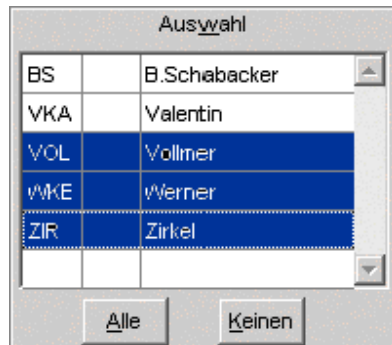 Auswahl
BS B.Schabacker
VKA Valentin
VOL Vollmer
WKE Werner
ZIR Zirkel
Alle Keinen